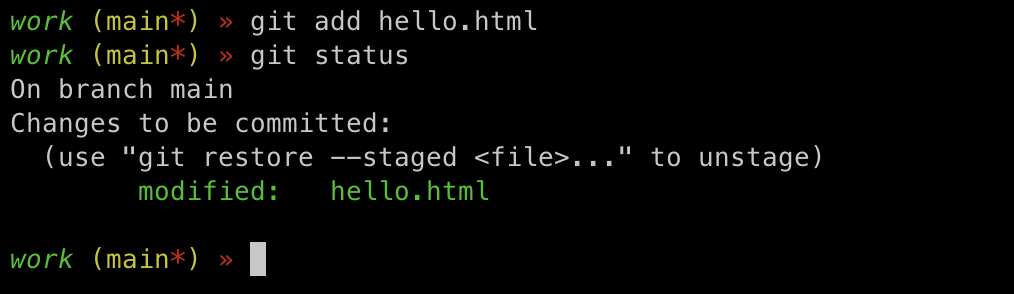 work (main*) » git add hello.html
work (main*) » git status
On branch main
Changes to be committed:
  (use "git restore --staged <file>..." to unstage)
        modified:   hello.html

work (main*) »